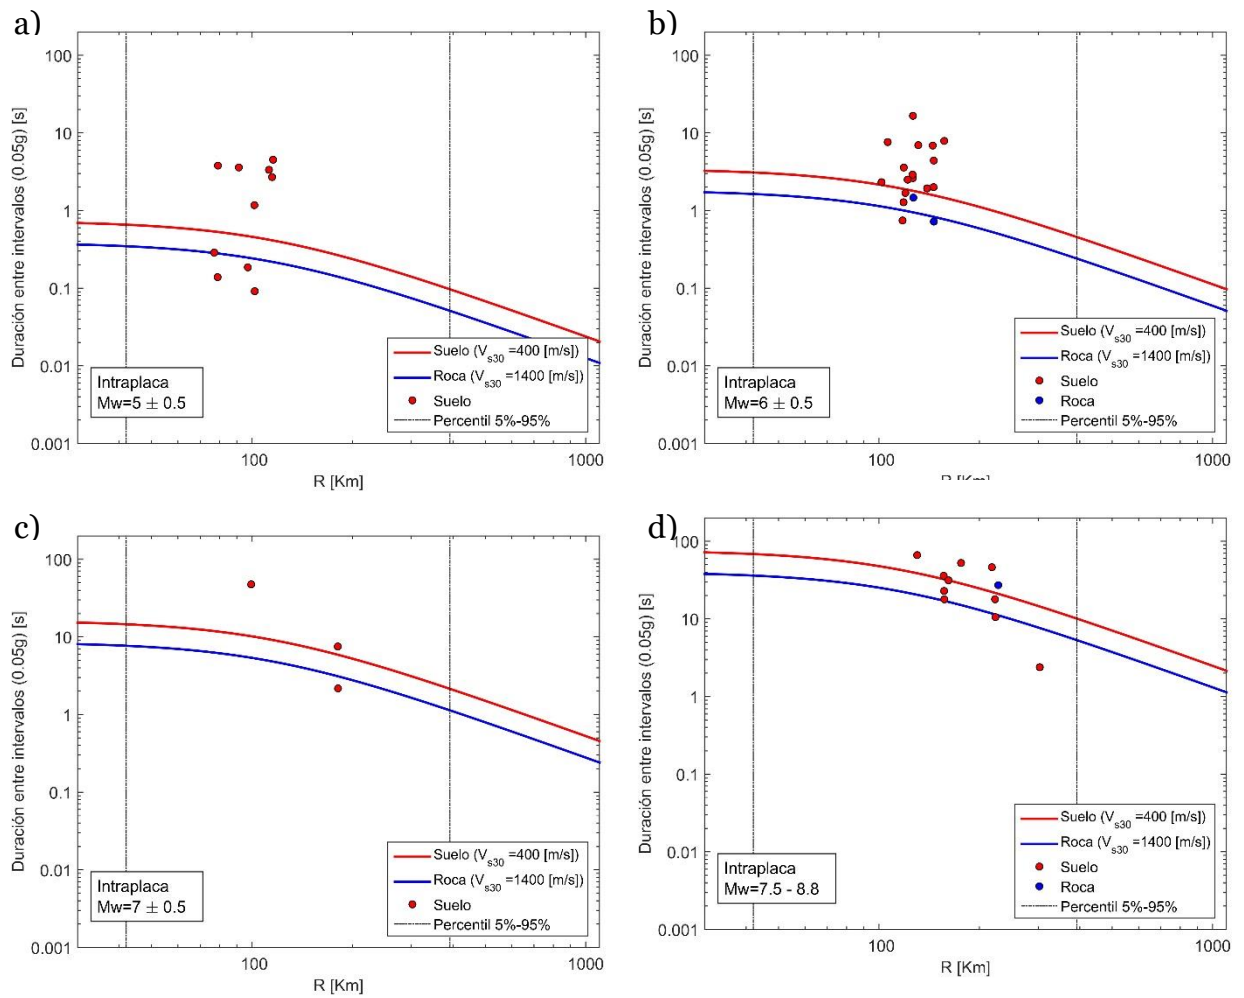 a)
Duración entre intervalos (0.05g) [s]
100
10
1
0.1
0.01
0.001
Intraplaca
Mw=5 ± 0.5
Suelo (Vs30 =400 [m/s])
Roca (Vs30 =1400 [m/s])
Suelo
Percentil 5%-95%
100
1000
R [Km]
b)
Duración entre intervalos (0.05g) [s]
100
10
1
0.1
0.01
0.001
Intraplaca
Mw=6 ± 0.5
Suelo (Vs30 =400 [m/s])
Roca (Vs30 =1400 [m/s])
Suelo
Roca
Percentil 5%-95%
100
1000
R [Km]
c)
Duración entre intervalos (0.05g) [s]
100
10
1
0.1
0.01
0.001
Intraplaca
Mw=7 ± 0.5
Suelo (Vs30 =400 [m/s])
Roca (Vs30 =1400 [m/s])
Suelo
Percentil 5%-95%
100
1000
R [Km]
d)
Duración entre intervalos (0.05g) [s]
100
10
1
0.1
0.01
0.001
Intraplaca
Mw=7.5 - 8.8
Suelo (Vs30 =400 [m/s])
Roca (Vs30 =1400 [m/s])
Suelo
Roca
Percentil 5%-95%
100
1000
R [Km]